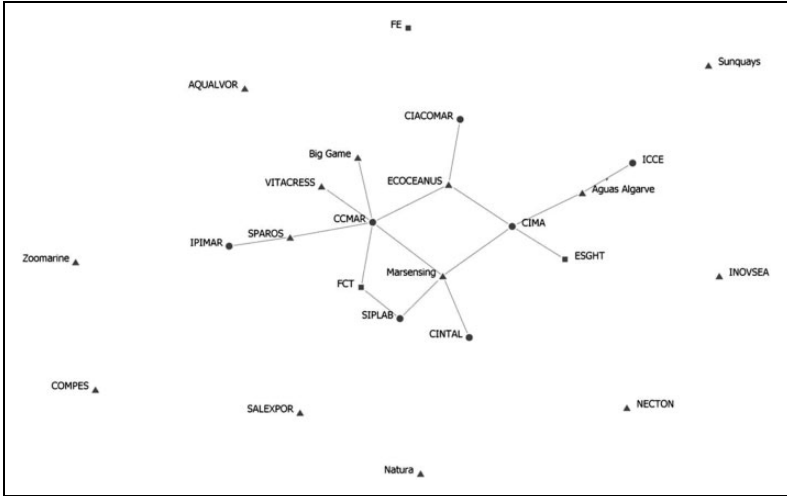 FE
Sunquays
AQUALVOR
CIACOMAR
Big Game
ICCE
VITACRESS
ECOCEANUS
Aguas Algarve
CCMAR
CIMA
SPAROS
IPIMAR
Zoomarine
ESGHT
Marsensing
INOVSEA
FCT
SIPLAB
CINTAL
COMPES
SALEXPOR
NECTON
Natura